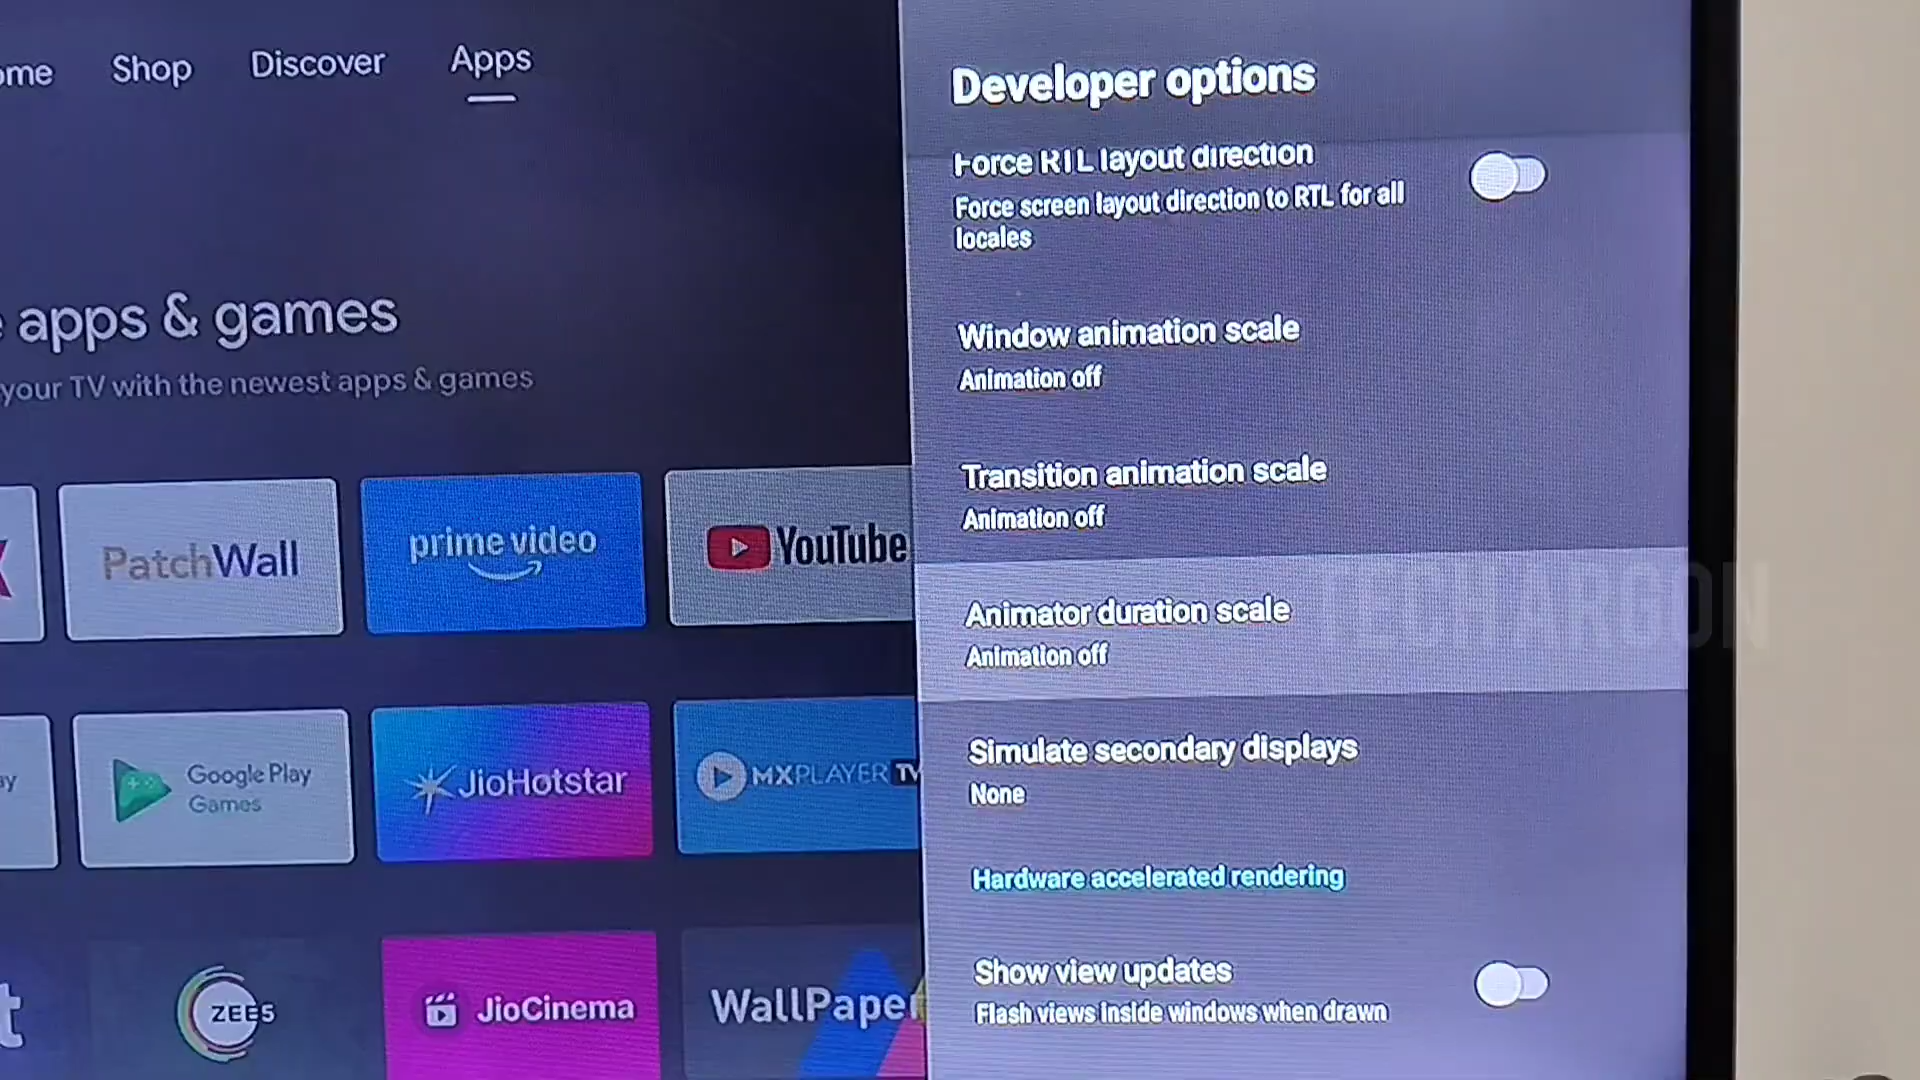 ome Shop Discover Apps
apps & games
your TV with the newest apps & games
PatchWall
prime video
YouTube
ay
Google Play
Games
JioHotstar
MXPLAYER TV
t
ZEE5
JioCinema
WallPaper
Developer options
Force RTL layout direction
Force screen layout direction to RTL for all
locales
Window animation scale
Animation off
Transition animation scale
Animation off
Animator duration scale
Animation off
TECHARGON
Simulate secondary displays
None
Hardware accelerated rendering
Show view updates
Flash views inside windows when drawn